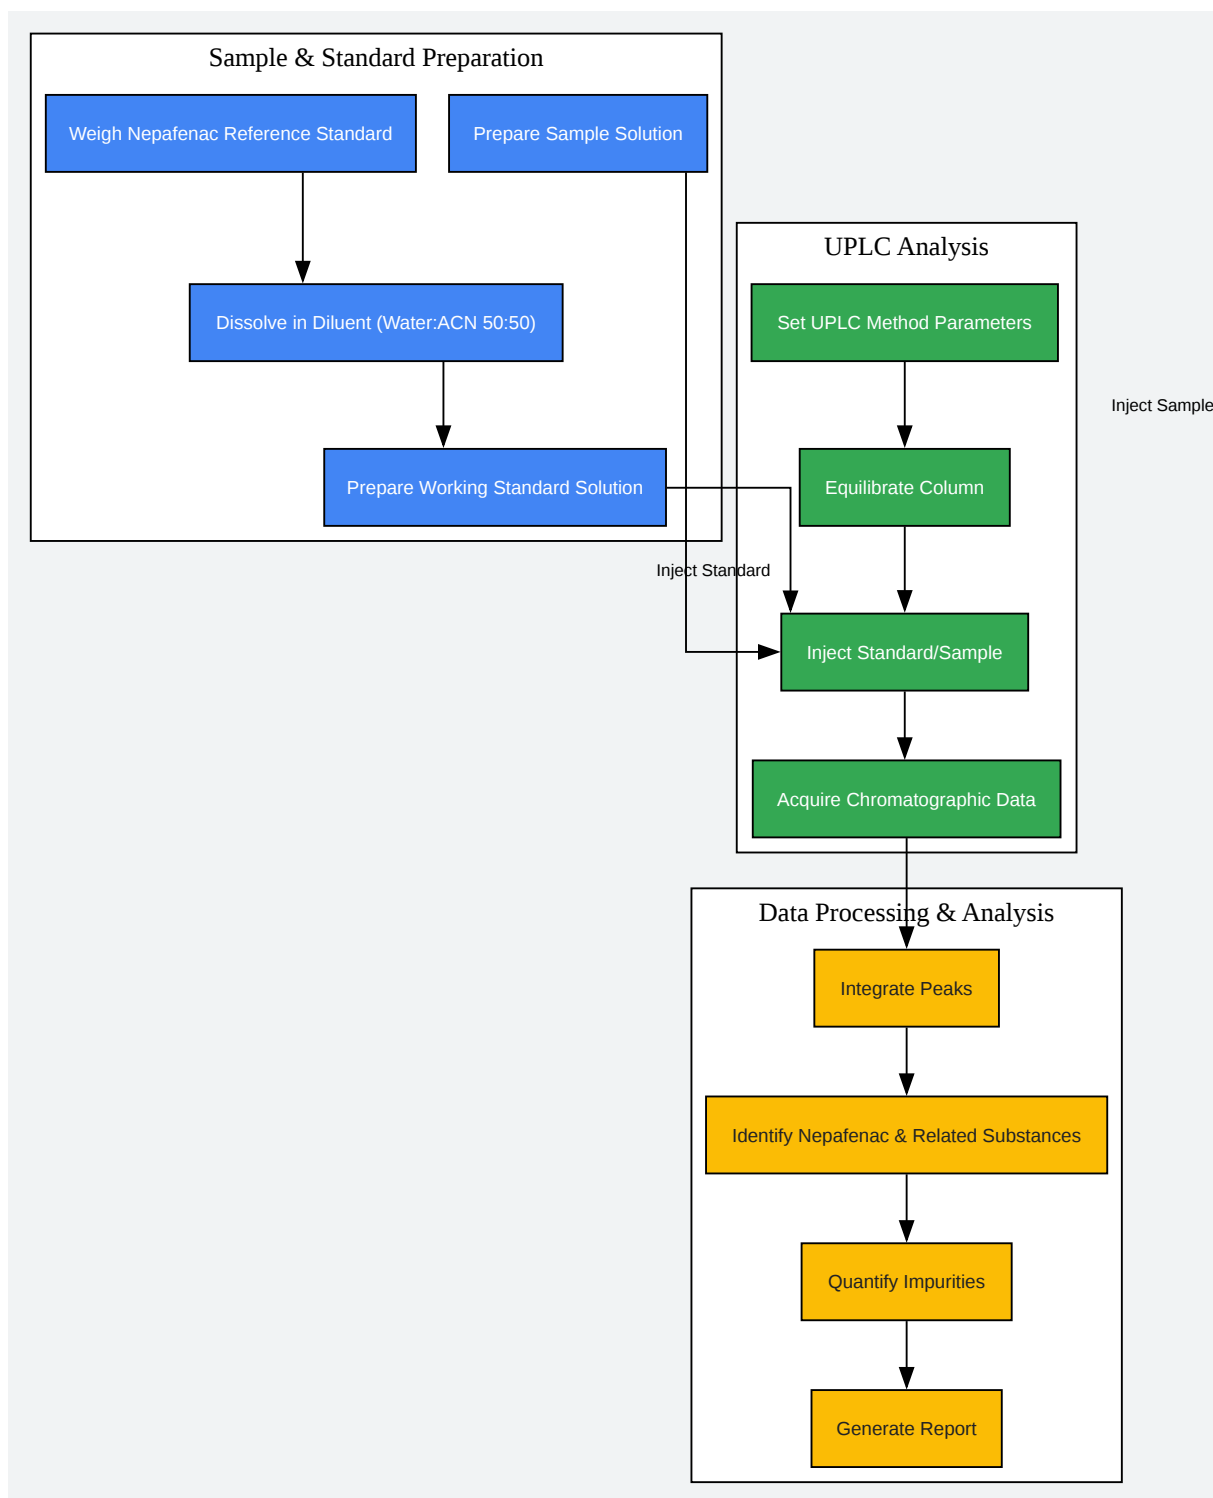 Sample & Standard Preparation
Weigh Nepafenac Reference Standard
Prepare Sample Solution
Dissolve in Diluent (Water:ACN 50:50)
Prepare Working Standard Solution
UPLC Analysis
Set UPLC Method Parameters
Inject Sample
Equilibrate Column
Inject Standard
Inject Standard/Sample
Acquire Chromatographic Data
Data Processing & Analysis
Integrate Peaks
Identify Nepafenac & Related Substances
Quantify Impurities
Generate Report